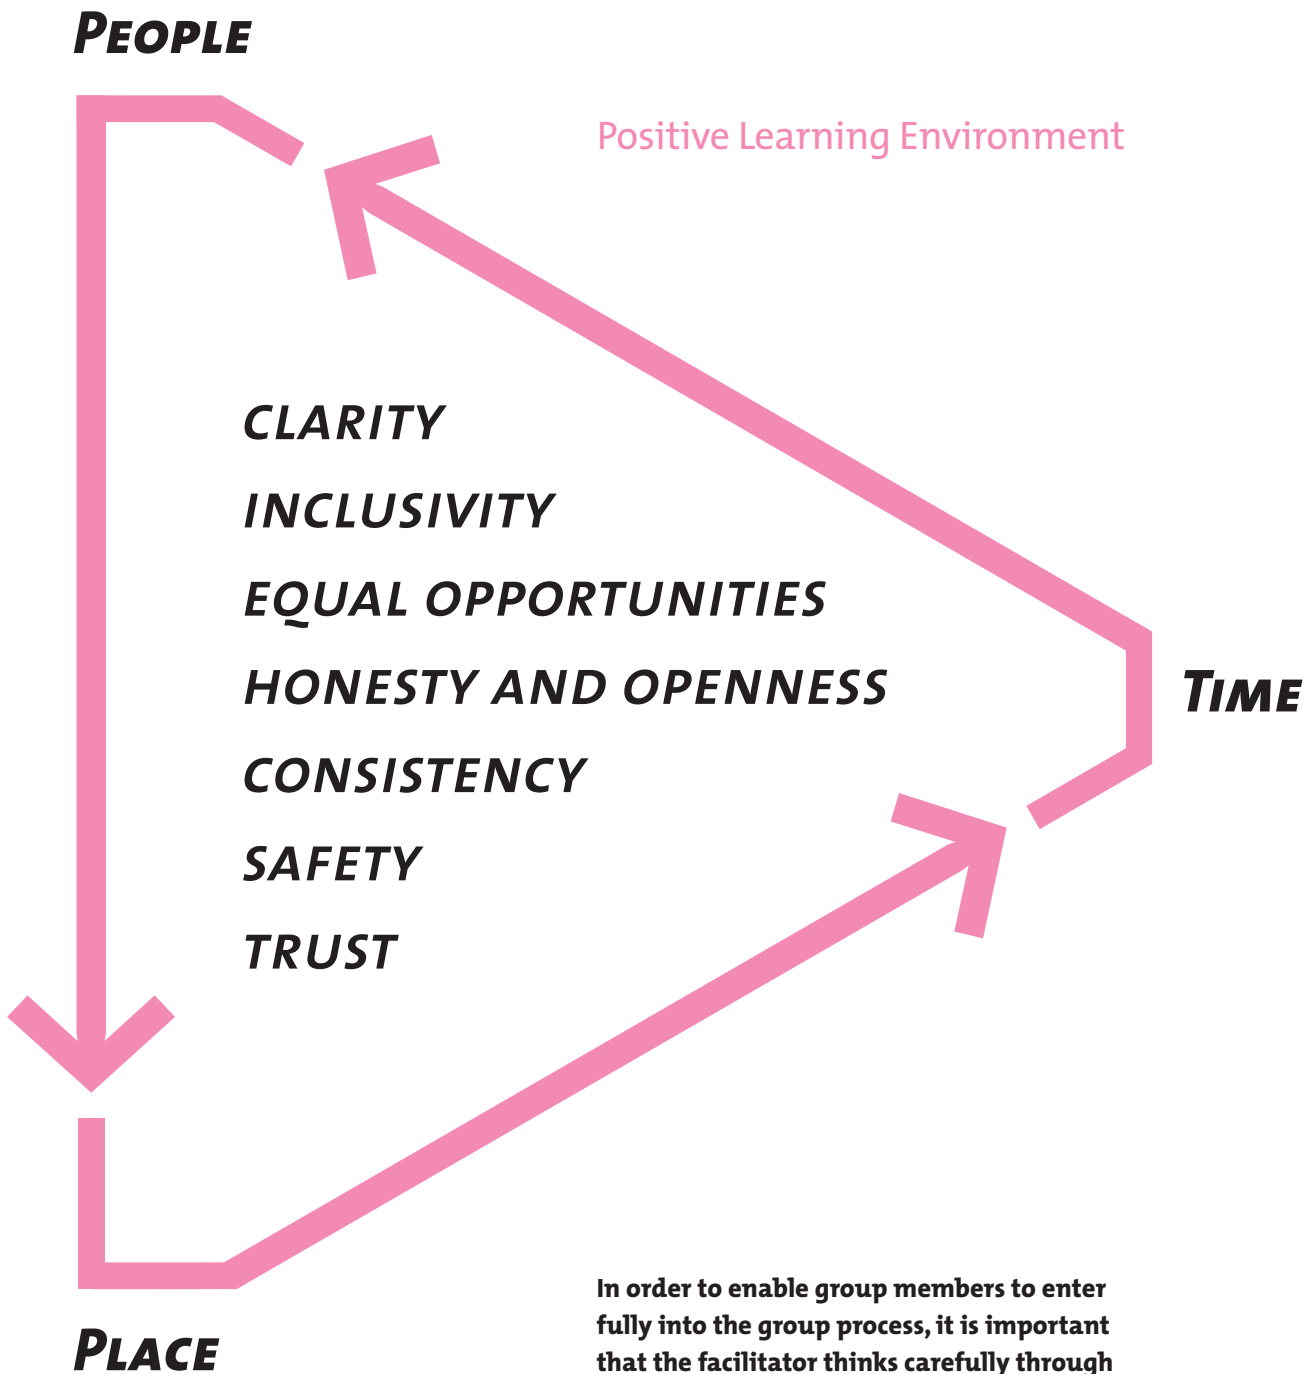 PEOPLE
Positive Learning Environment
CLARITY
INCLUSIVITY
EQUAL OPPORTUNITIES
HONESTY AND OPENNESS
TIME
CONSISTENCY
SAFETY
TRUST
In order to enable group members to enter
fully into the group process, it is important
that the facilitator thinks carefully through
PLACE